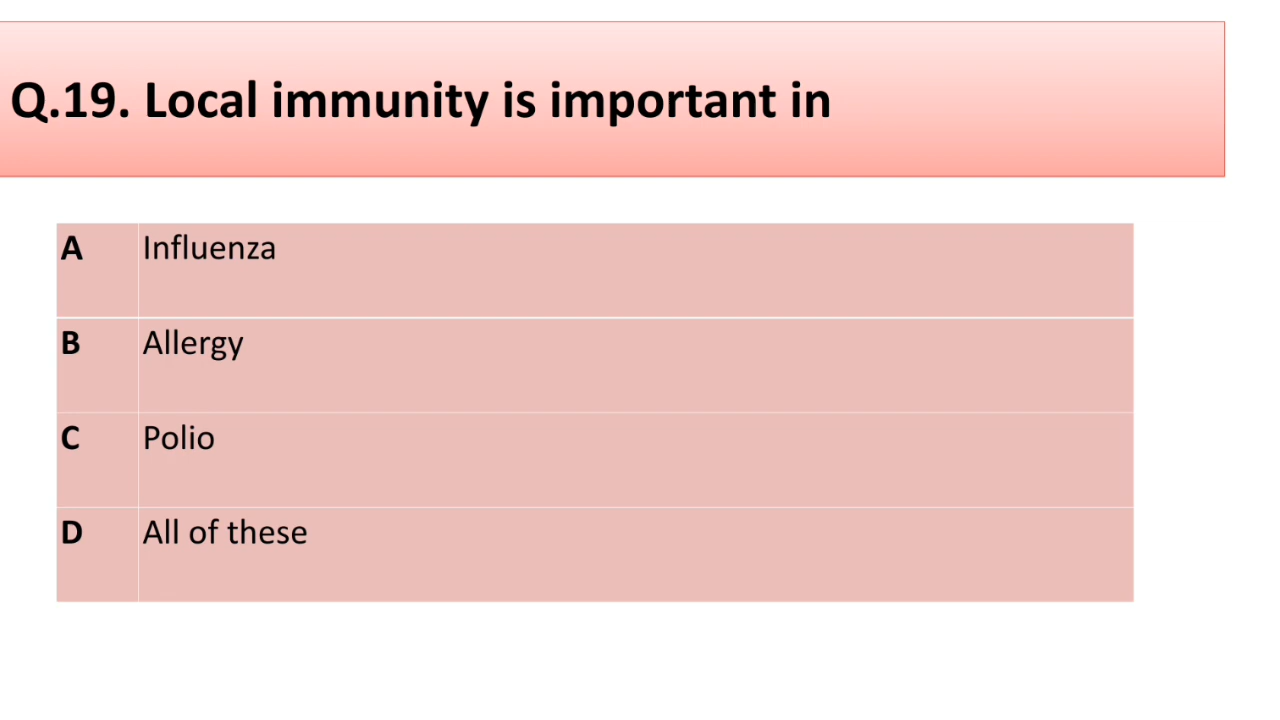 Q.19. Local immunity is important in
A Influenza
B Allergy
C Polio
D All of these